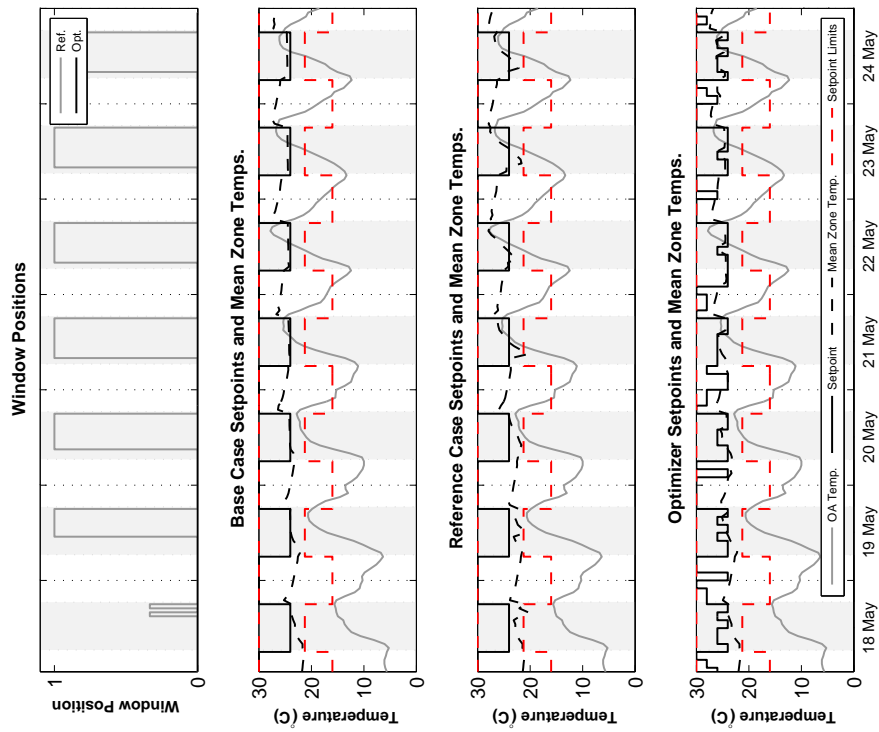 Window Positions
Window Position
1
0
Ref.
Opt.
Base Case Setpoints and Mean Zone Temps.
Temperature (°C)
30
20
10
0
Reference Case Setpoints and Mean Zone Temps.
Temperature (°C)
30
20
10
0
Optimizer Setpoints and Mean Zone Temps.
Temperature (°C)
30
20
10
0
OA Temp.
Setpoint
Mean Zone Temp.
Setpoint Limits
18 May
19 May
20 May
21 May
22 May
23 May
24 May